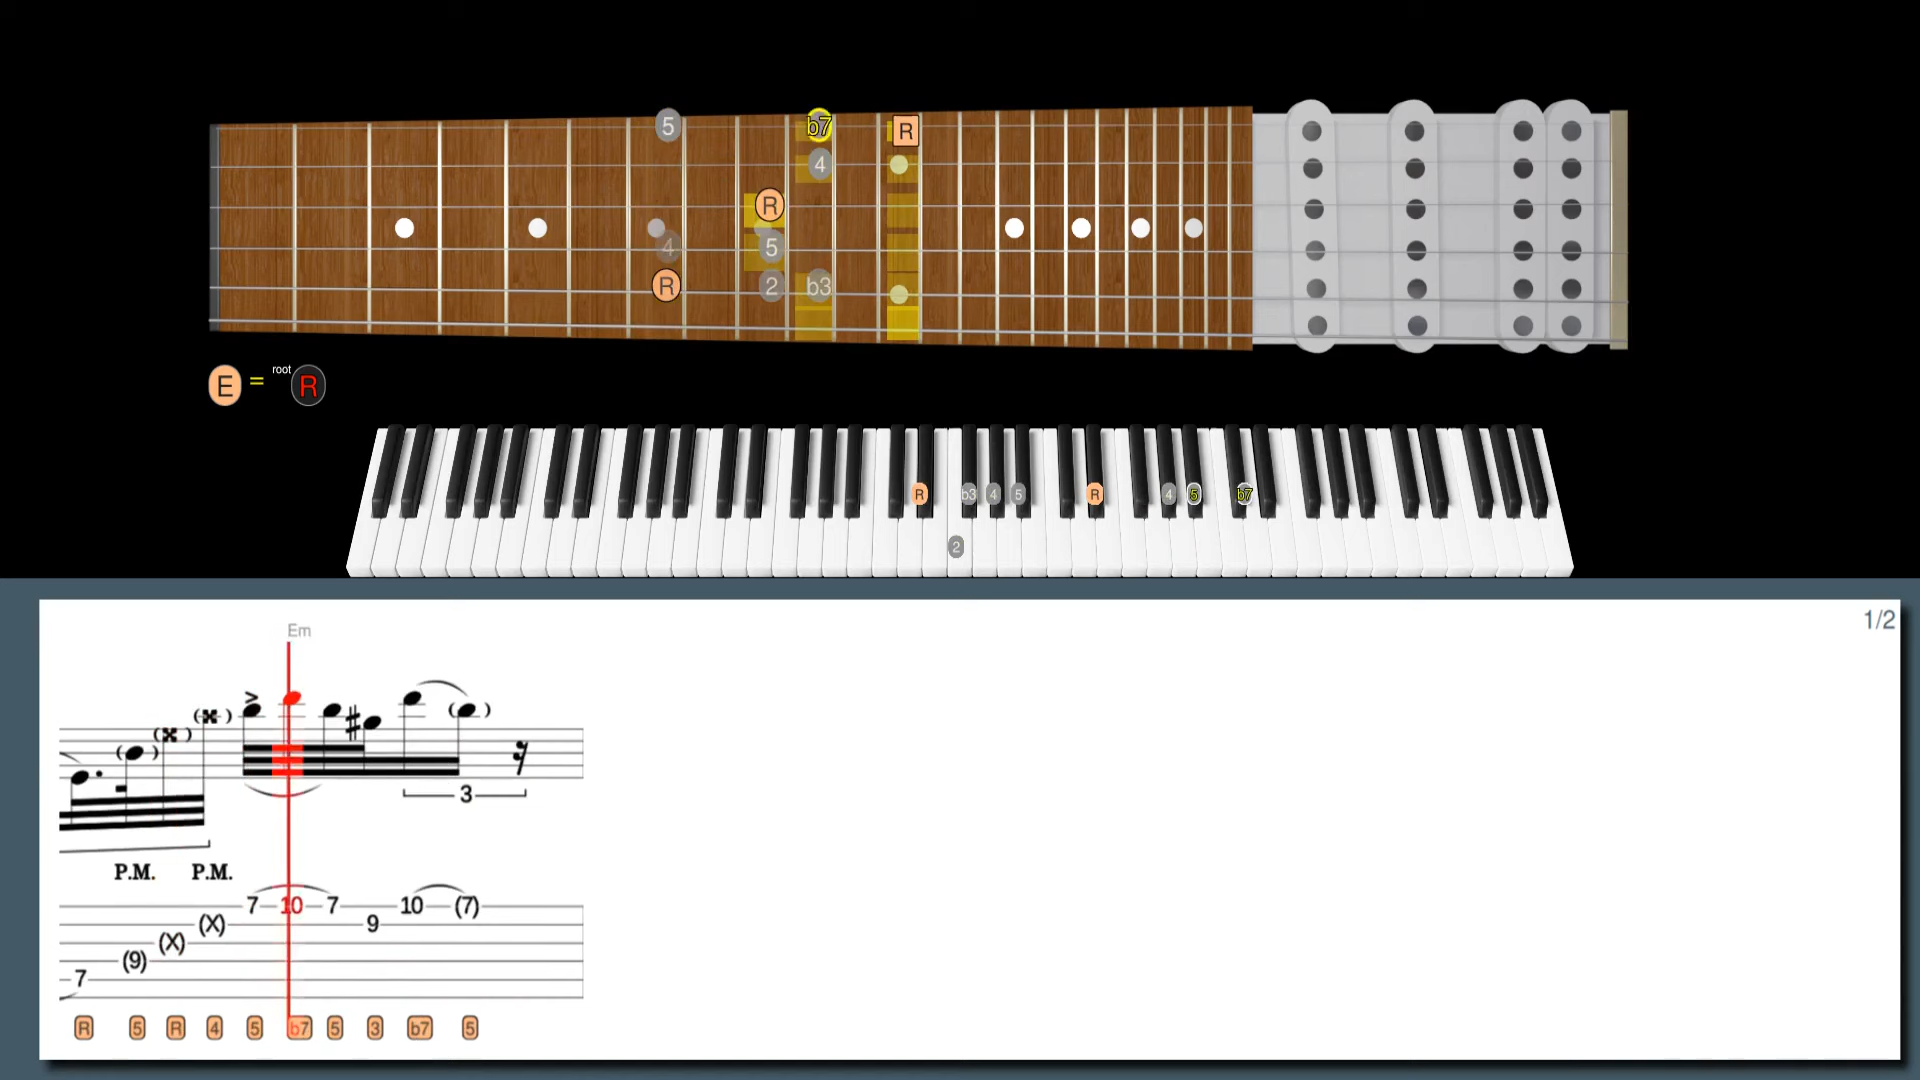 5 b7 R
4
R
4 5
R 2 b3
E = root R
R b3 4 5 R 4 5 b7
2
1/2
Em
3
P.M. P.M.
7 10 7 10 (7)
(X) 9
(X)
(9)
7
R 5 R 4 5 b7 5 3 b7 5